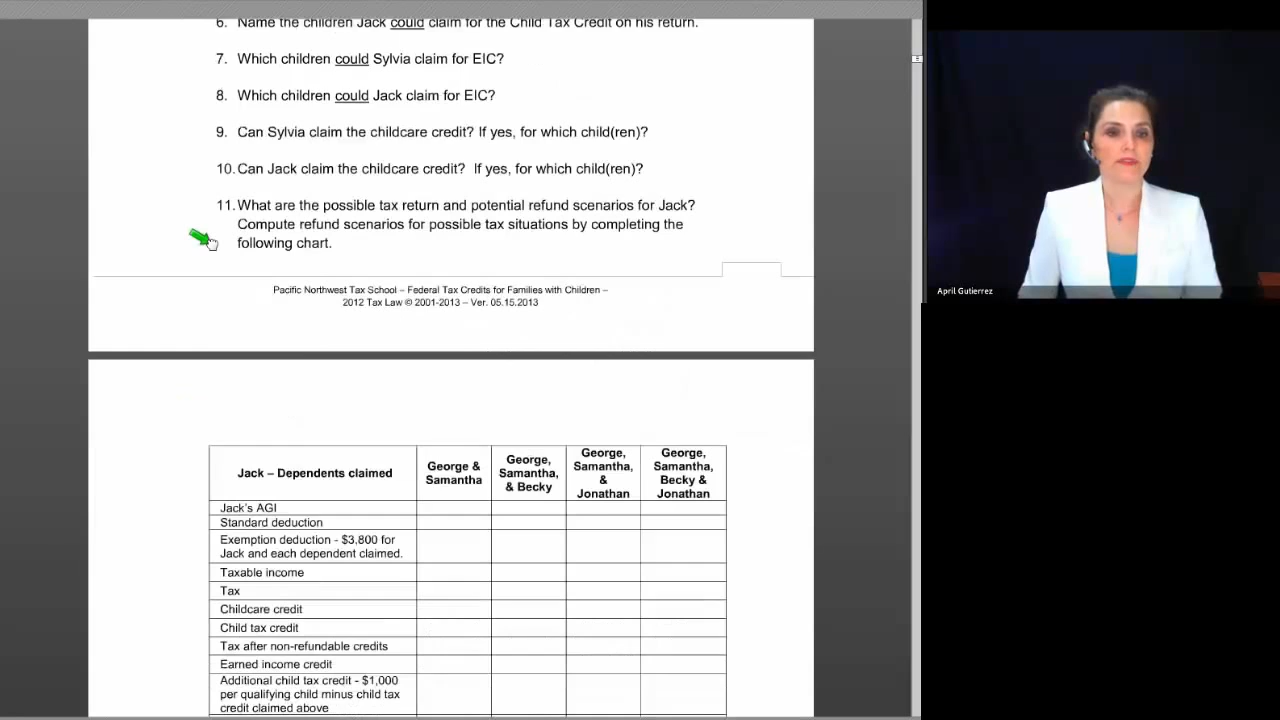 6. Name the children Jack could claim for the Child Tax Credit on his return.
7. Which children could Sylvia claim for EIC?
8. Which children could Jack claim for EIC?
9. Can Sylvia claim the childcare credit? If yes, for which child(ren)?
10. Can Jack claim the childcare credit? If yes, for which child(ren)?
11. What are the possible tax return and potential refund scenarios for Jack?
Compute refund scenarios for possible tax situations by completing the
following chart.
Pacific Northwest Tax School – Federal Tax Credits for Families with Children –
2012 Tax Law © 2001-2013 – Ver. 05.15.2013
Jack – Dependents claimed
George &
Samantha
George,
Samantha,
& Becky
George,
Samantha,
&
Jonathan
George,
Samantha,
Becky &
Jonathan
Jack's AGI
Standard deduction
Exemption deduction - $3,800 for
Jack and each dependent claimed.
Taxable income
Tax
Childcare credit
Child tax credit
Tax after non-refundable credits
Earned income credit
Additional child tax credit - $1,000
per qualifying child minus child tax
credit claimed above
April Gutierrez